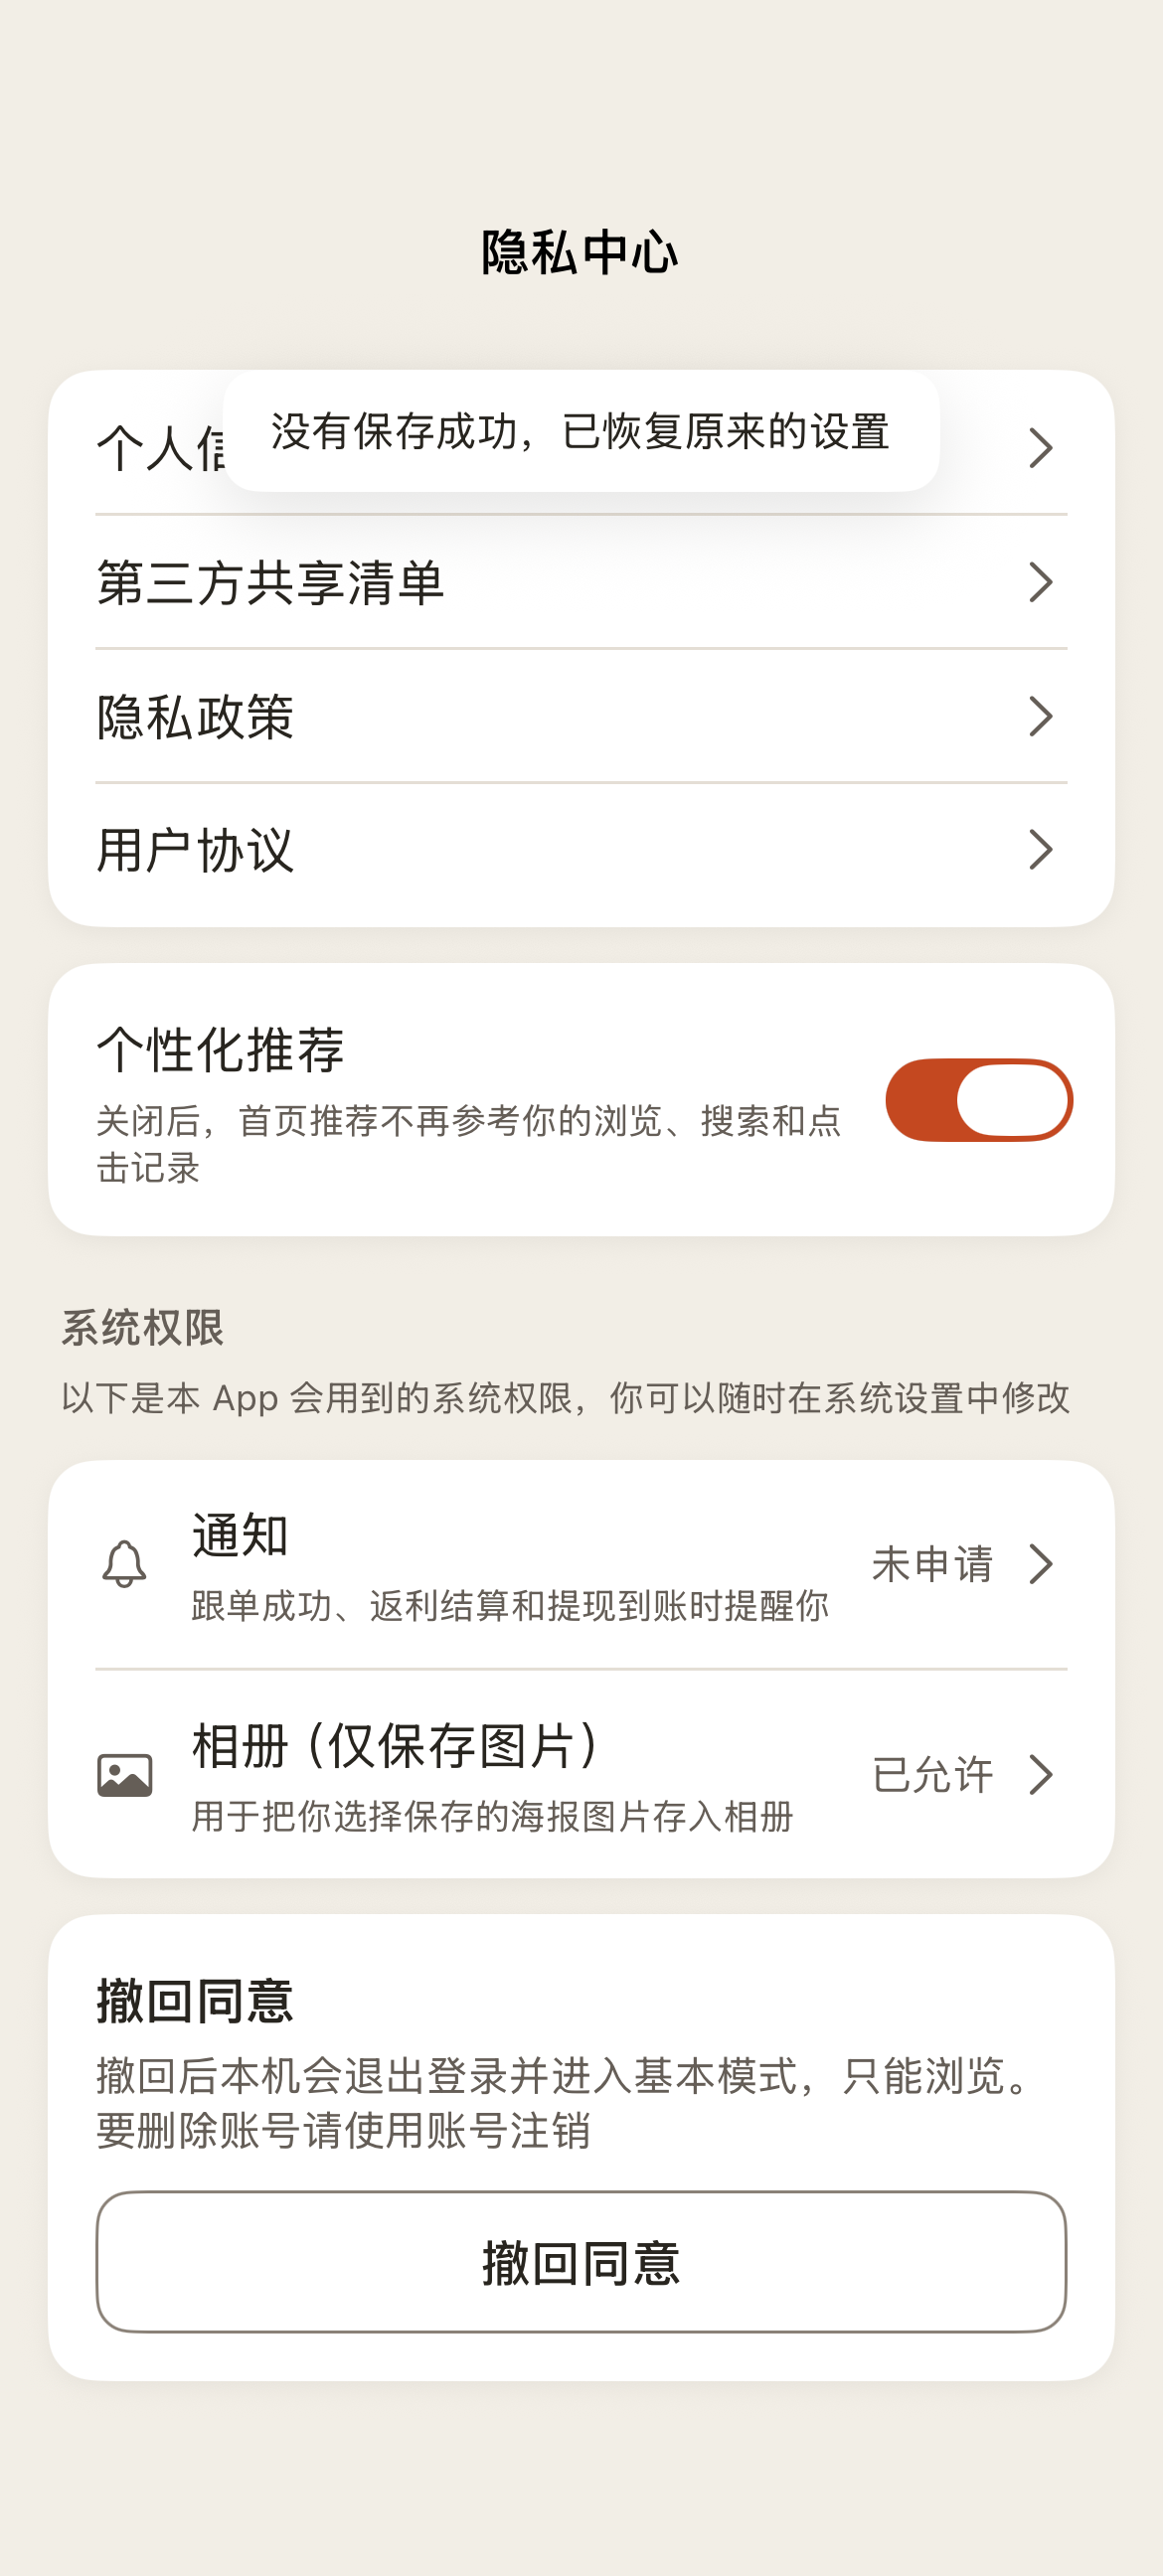 隐私中心
没有保存成功，已恢复原来的设置
个人
第三方共享清单
隐私政策
用户协议
个性化推荐
关闭后，首页推荐不再参考你的浏览、搜索和点
击记录
系统权限
以下是本 App 会用到的系统权限，你可以随时在系统设置中修改
通知
跟单成功、返利结算和提现到账时提醒你
未申请
相册（仅保存图片）
用于把你选择保存的海报图片存入相册
已允许
撤回同意
撤回后本机会退出登录并进入基本模式，只能浏览。
要删除账号请使用账号注销
撤回同意